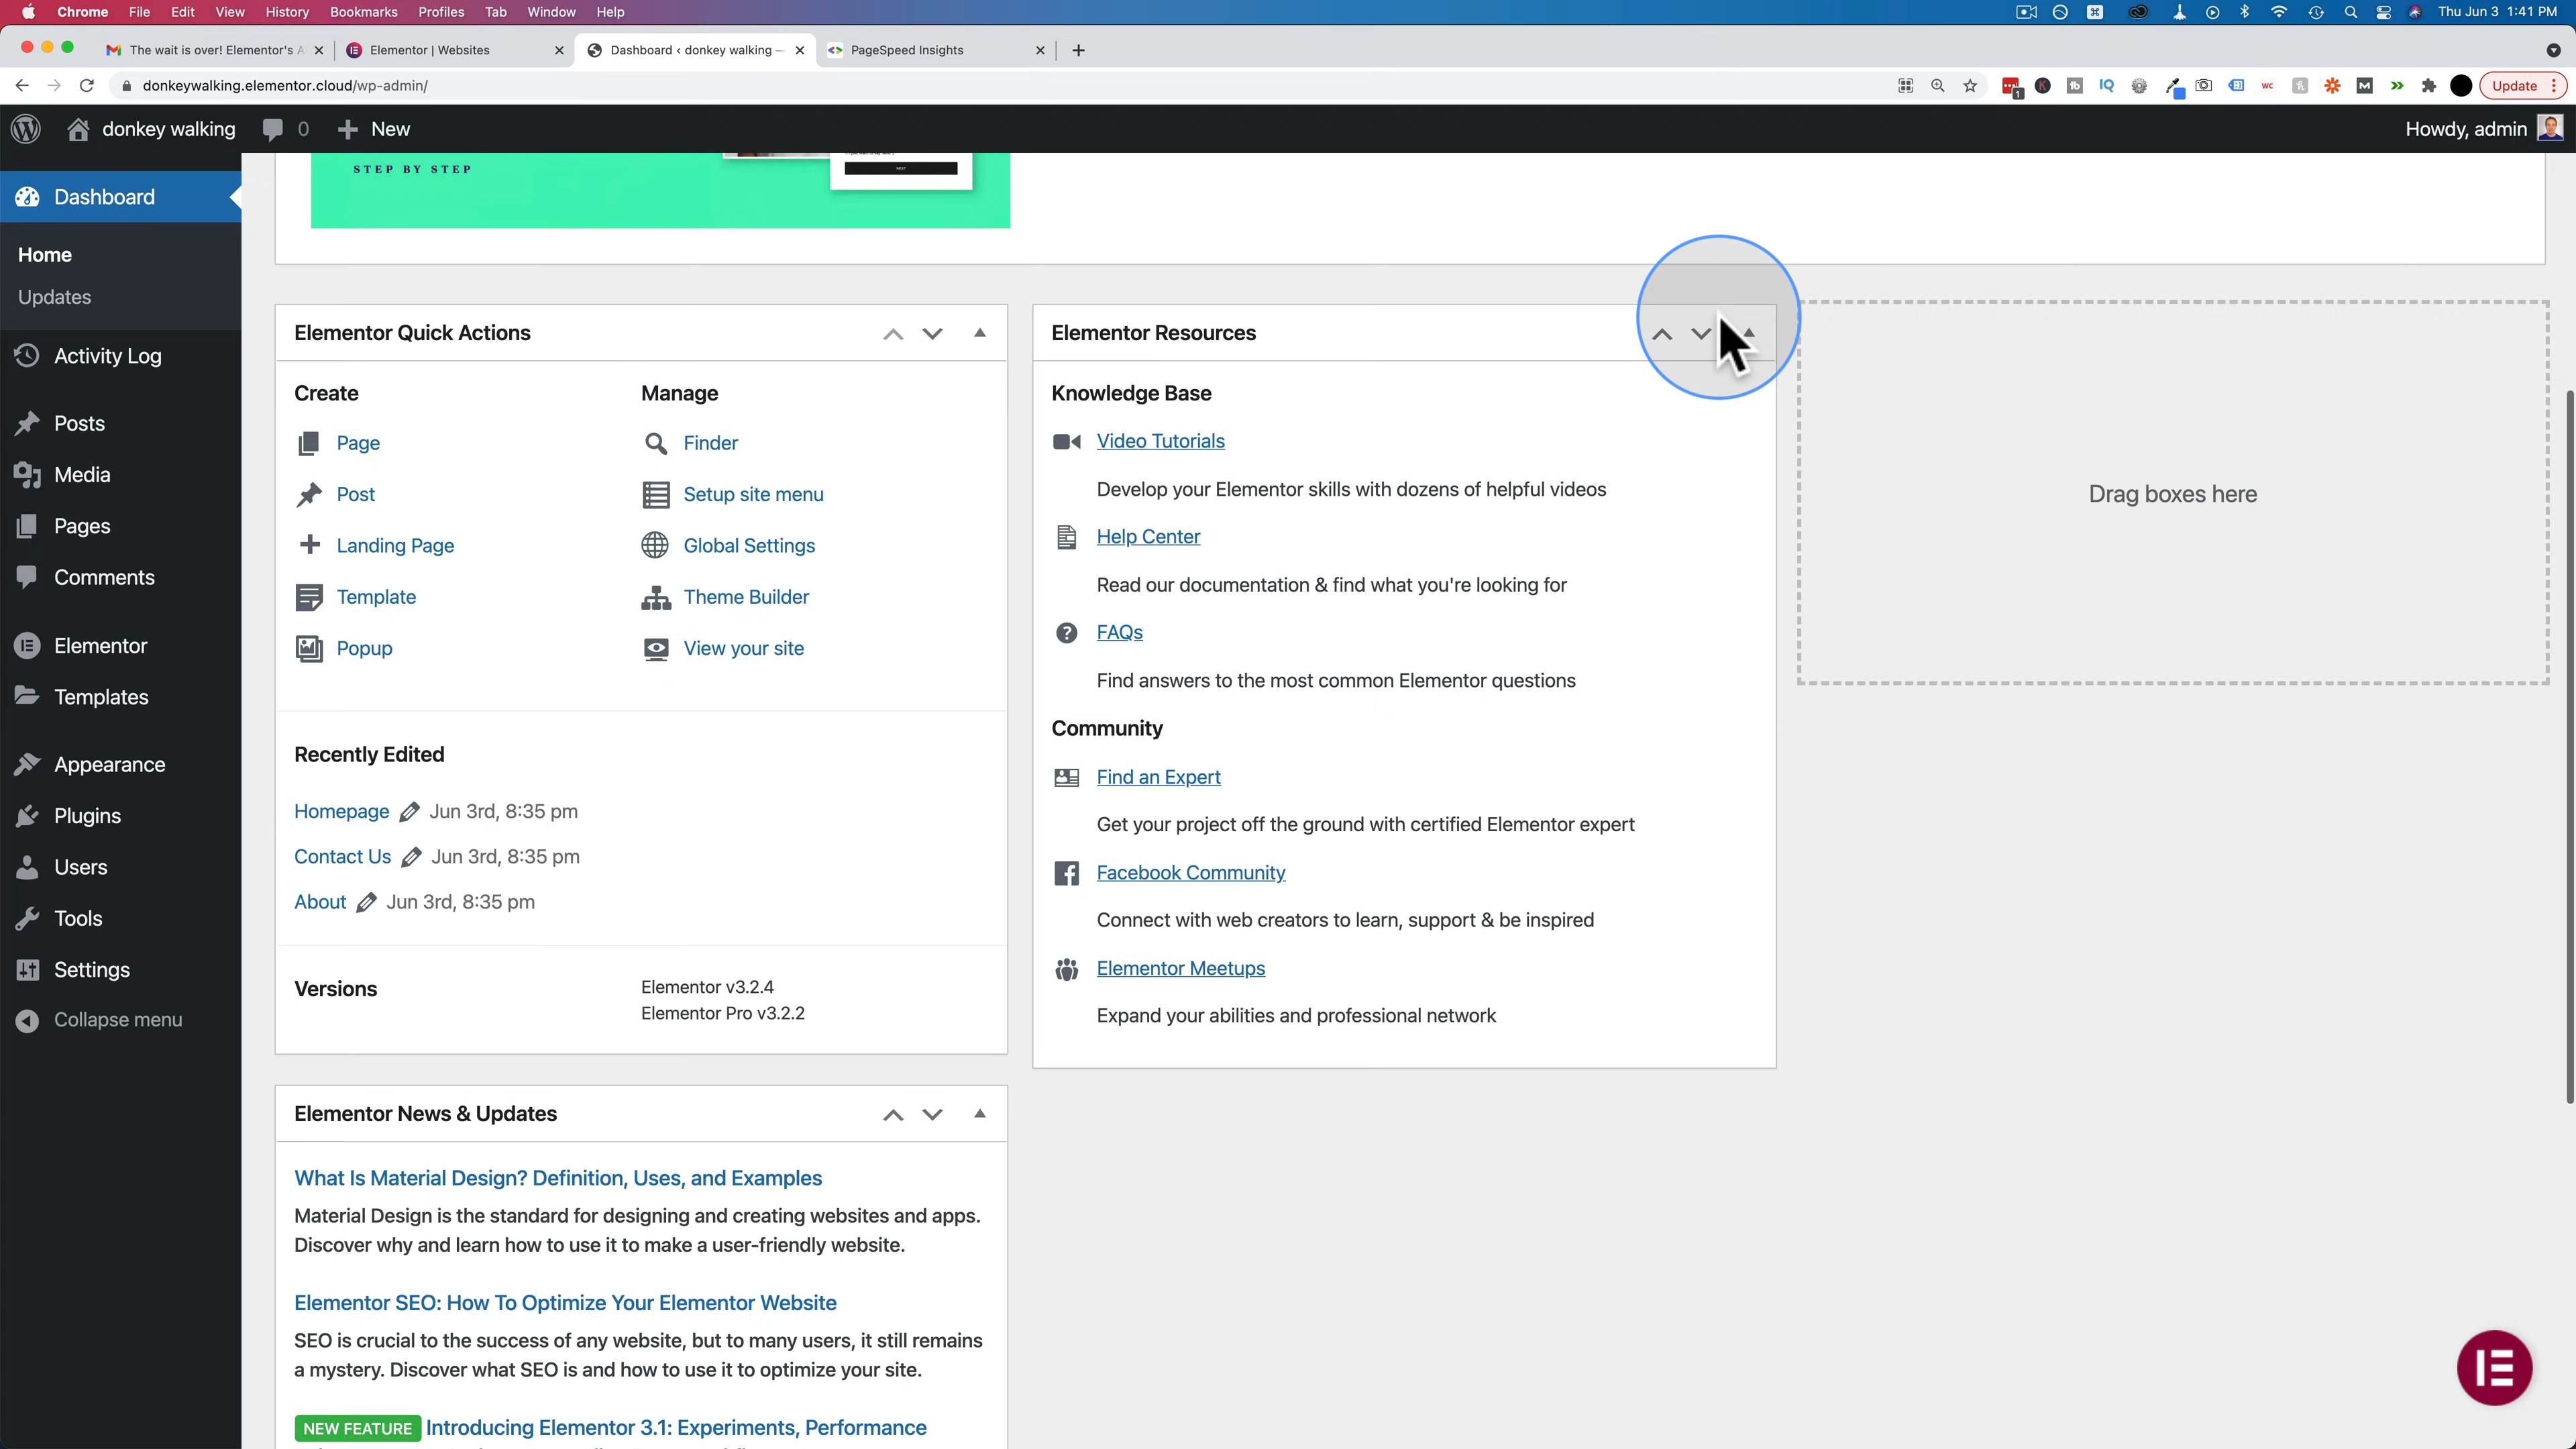 Chrome File Edit View History Bookmarks Profiles Tab Window Help Thu Jun 3 1:41 PM
The wait is over! Elementor's A Elementor | Websites Dashboard ‹ donkey walking — PageSpeed Insights
donkeywalking.elementor.cloud/wp-admin/ Update
donkey walking 0 New Howdy, admin
STEP BY STEP
NEXT
Dashboard
Home
Updates
Activity Log
Posts
Media
Pages
Comments
Elementor
Templates
Appearance
Plugins
Users
Tools
Settings
Collapse menu
Elementor Quick Actions
Create
Page
Post
Landing Page
Template
Popup
Manage
Finder
Setup site menu
Global Settings
Theme Builder
View your site
Recently Edited
Homepage Jun 3rd, 8:35 pm
Contact Us Jun 3rd, 8:35 pm
About Jun 3rd, 8:35 pm
Versions
Elementor v3.2.4
Elementor Pro v3.2.2
Elementor News & Updates
What Is Material Design? Definition, Uses, and Examples
Material Design is the standard for designing and creating websites and apps.
Discover why and learn how to use it to make a user-friendly website.
Elementor SEO: How To Optimize Your Elementor Website
SEO is crucial to the success of any website, but to many users, it still remains
a mystery. Discover what SEO is and how to use it to optimize your site.
NEW FEATURE Introducing Elementor 3.1: Experiments, Performance
Elementor Resources
Knowledge Base
Video Tutorials
Develop your Elementor skills with dozens of helpful videos
Help Center
Read our documentation & find what you're looking for
FAQs
Find answers to the most common Elementor questions
Community
Find an Expert
Get your project off the ground with certified Elementor expert
Facebook Community
Connect with web creators to learn, support & be inspired
Elementor Meetups
Expand your abilities and professional network
Drag boxes here